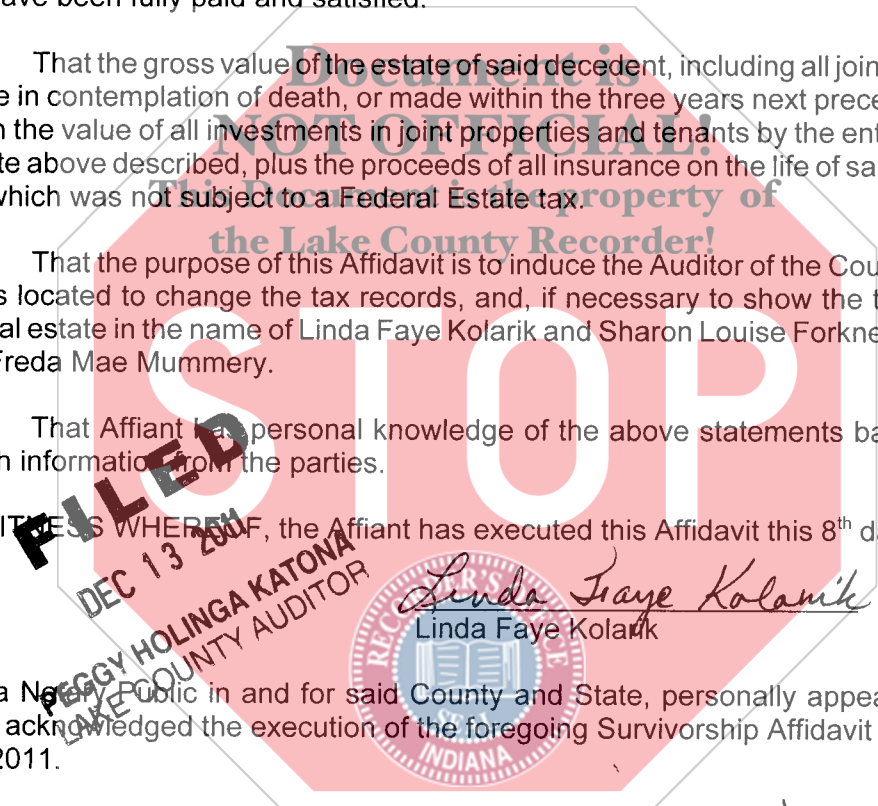 have been fully paid and satisfied.
Document is
That the gross value of the estate of said decedent, including all join
e in contemplation of death, or made within the three years next prece
NOT OFFICIAL!
the value of all investments in joint properties and tenants by the ent
te above described, plus the proceeds of all insurance on the life of sa
This Document is the property of
which was not subject to a Federal Estate tax.
the Lake County Recorder!
That the purpose of this Affidavit is to induce the Auditor of the Cou
s located to change the tax records, and, if necessary to show the t
al estate in the name of Linda Faye Kolarik and Sharon Louise Forkne
Freda Mae Mummery.
STOP
That Affiant has personal knowledge of the above statements ba
h information from the parties.
FILED
ITNESS WHEREOF, the Affiant has executed this Affidavit this 8th d
DEC 13 2011
Linda Faye Kolarik
Linda Faye Kolarik
PEGGY HOLINGA KATONA
LAKE COUNTY AUDITOR
RECORDER'S OFFICE
SEAL
INDIANA
a Notary Public in and for said County and State, personally appea
acknowledged the execution of the foregoing Survivorship Affidavit
2011.